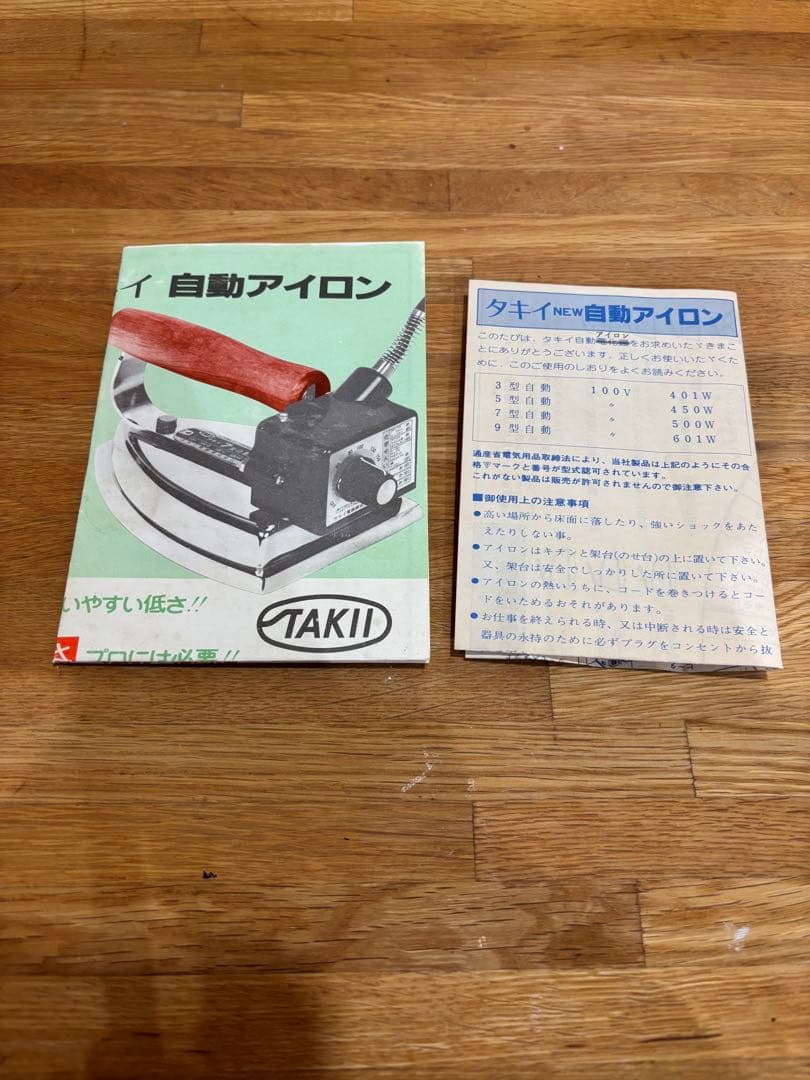 イ 自動アイロン
いやすい低さ!!
TAKII
プロには必要!!
タキイNEW自動アイロン
アイロン
このたびは、タキイ自動電化器をお求めいたゞきまこ
とにありがとうございます。正しくお使いいたゞくた
めに、このご使用のしおりをよくお読みください。
3 型自動 100V 401W
5 型自動 〃 450W
7 型自動 〃 500W
9 型自動 〃 601W
通産省電気用品取締法により、当社製品は上記のようにその合
格〒マークと番号が型式認可されています。
これがない製品は販売が許可されませんので御注意下さい。
■御使用上の注意事項
●高い場所から床面に落したり、強いショックをあた
えたりしない事。
●アイロンはキチンと架台(のせ台)の上に置いて下さい。
又、架台は安全でしっかりした所に置いて下さい。
●アイロンの熱いうちに、コードを巻きつけるとコー
ドをいためるおそれがあります。
●お仕事を終えられる時、又は中断される時は安全と
器具の永持のために必ずプラグをコンセントから抜